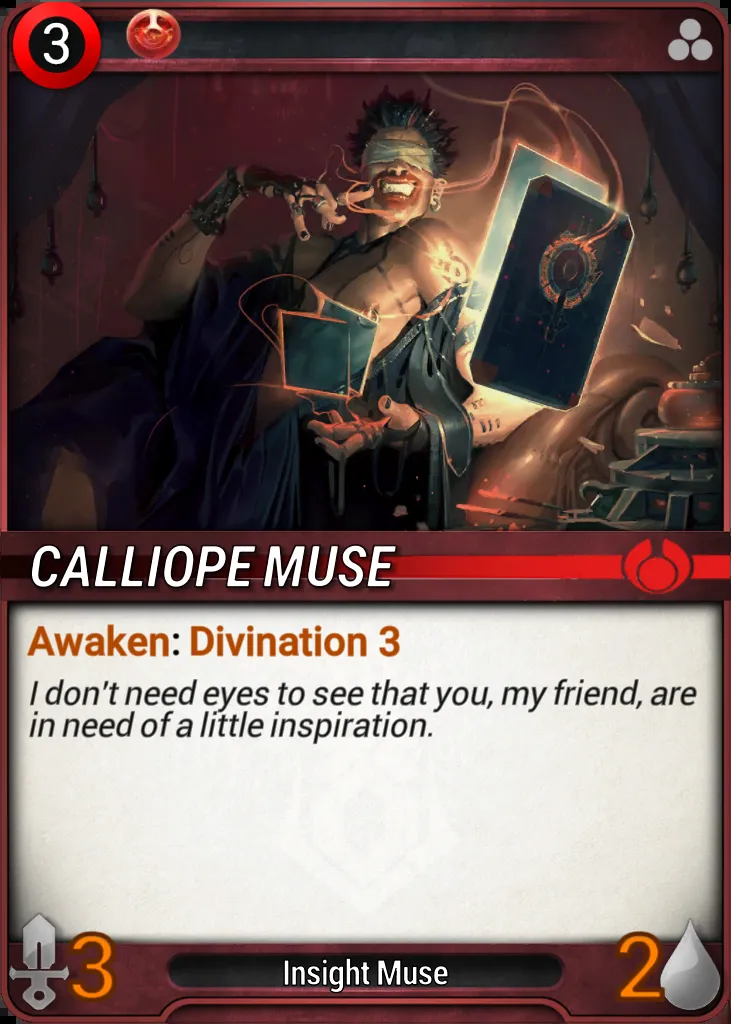 3
CALLIOPE MUSE
Awaken: Divination 3
I don't need eyes to see that you, my friend, are
in need of a little inspiration.
3
Insight Muse
2